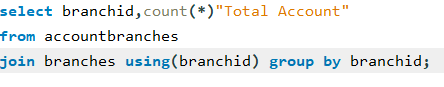 select branchid,count(*)"Total Account"
from accountbranches
join branches using(branchid) group by branchid;